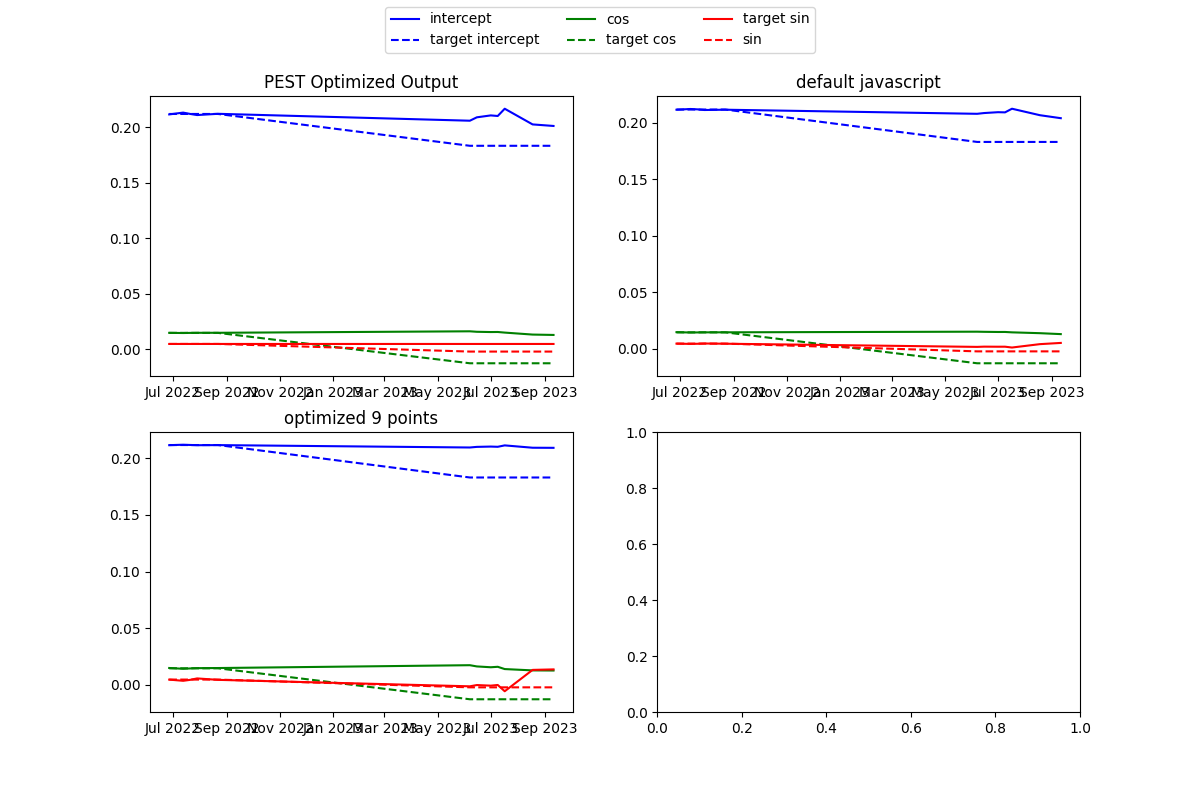 intercept cos target sin
target intercept target cos sin
PEST Optimized Output
0.20
0.15
0.10
0.05
0.00
Jul 2022 Sep 2022 Nov 2022 Jan 2023 Mar 2023 May 2023 Jul 2023 Sep 2023
default javascript
0.20
0.15
0.10
0.05
0.00
Jul 2022 Sep 2022 Nov 2022 Jan 2023 Mar 2023 May 2023 Jul 2023 Sep 2023
optimized 9 points
0.20
0.15
0.10
0.05
0.00
Jul 2022 Sep 2022 Nov 2022 Jan 2023 Mar 2023 May 2023 Jul 2023 Sep 2023
1.0
0.8
0.6
0.4
0.2
0.0
0.0 0.2 0.4 0.6 0.8 1.0